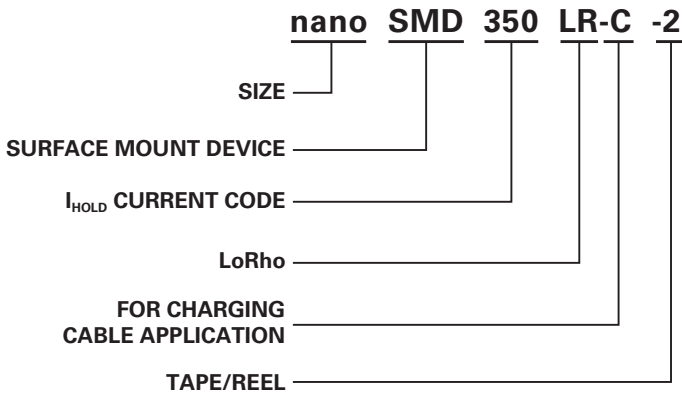 nano SMD 350 LR-C -2
SIZE
SURFACE MOUNT DEVICE
IHOLD CURRENT CODE
LoRho
FOR CHARGING
CABLE APPLICATION
TAPE/REEL